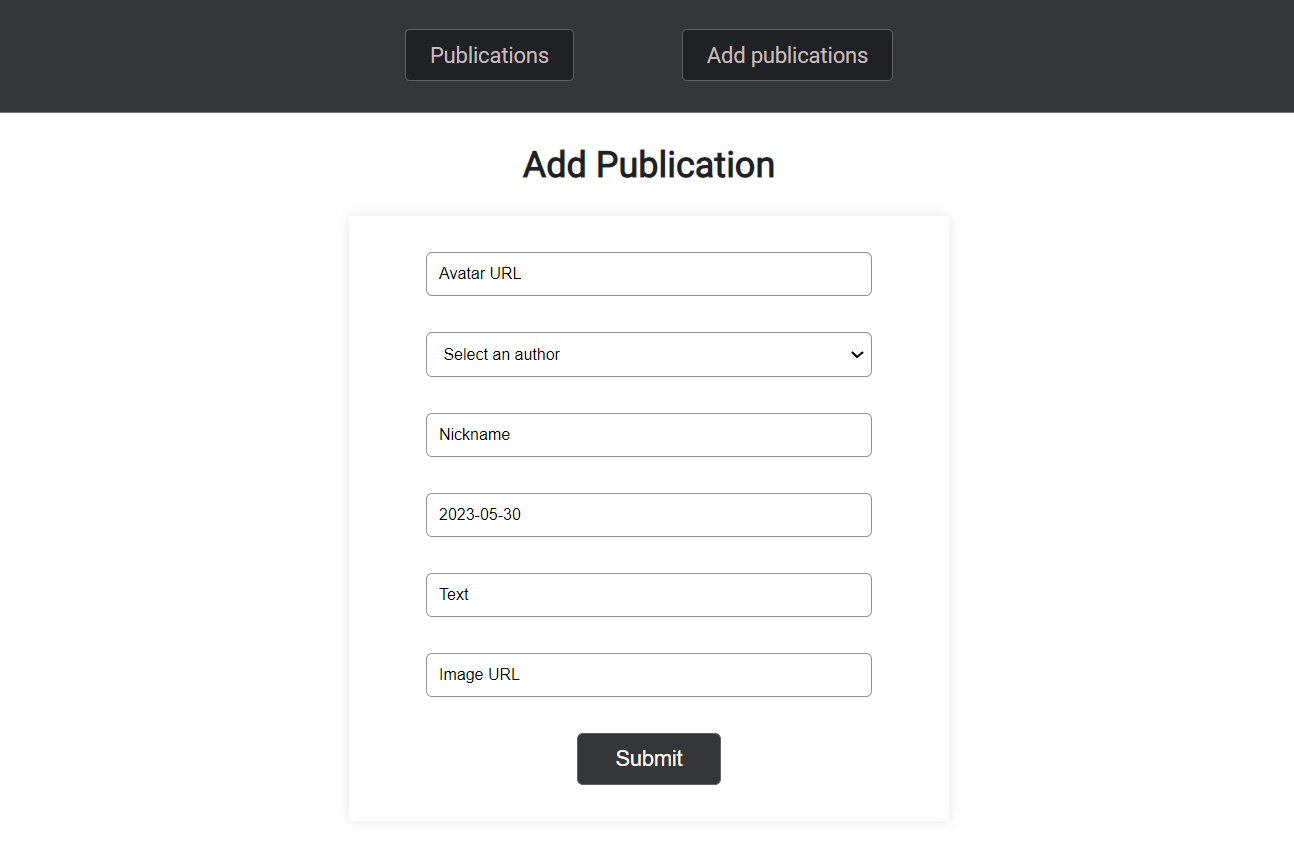 Publications
Add publications
Add Publication
Avatar URL
Select an author
Nickname
2023-05-30
Text
Image URL
Submit